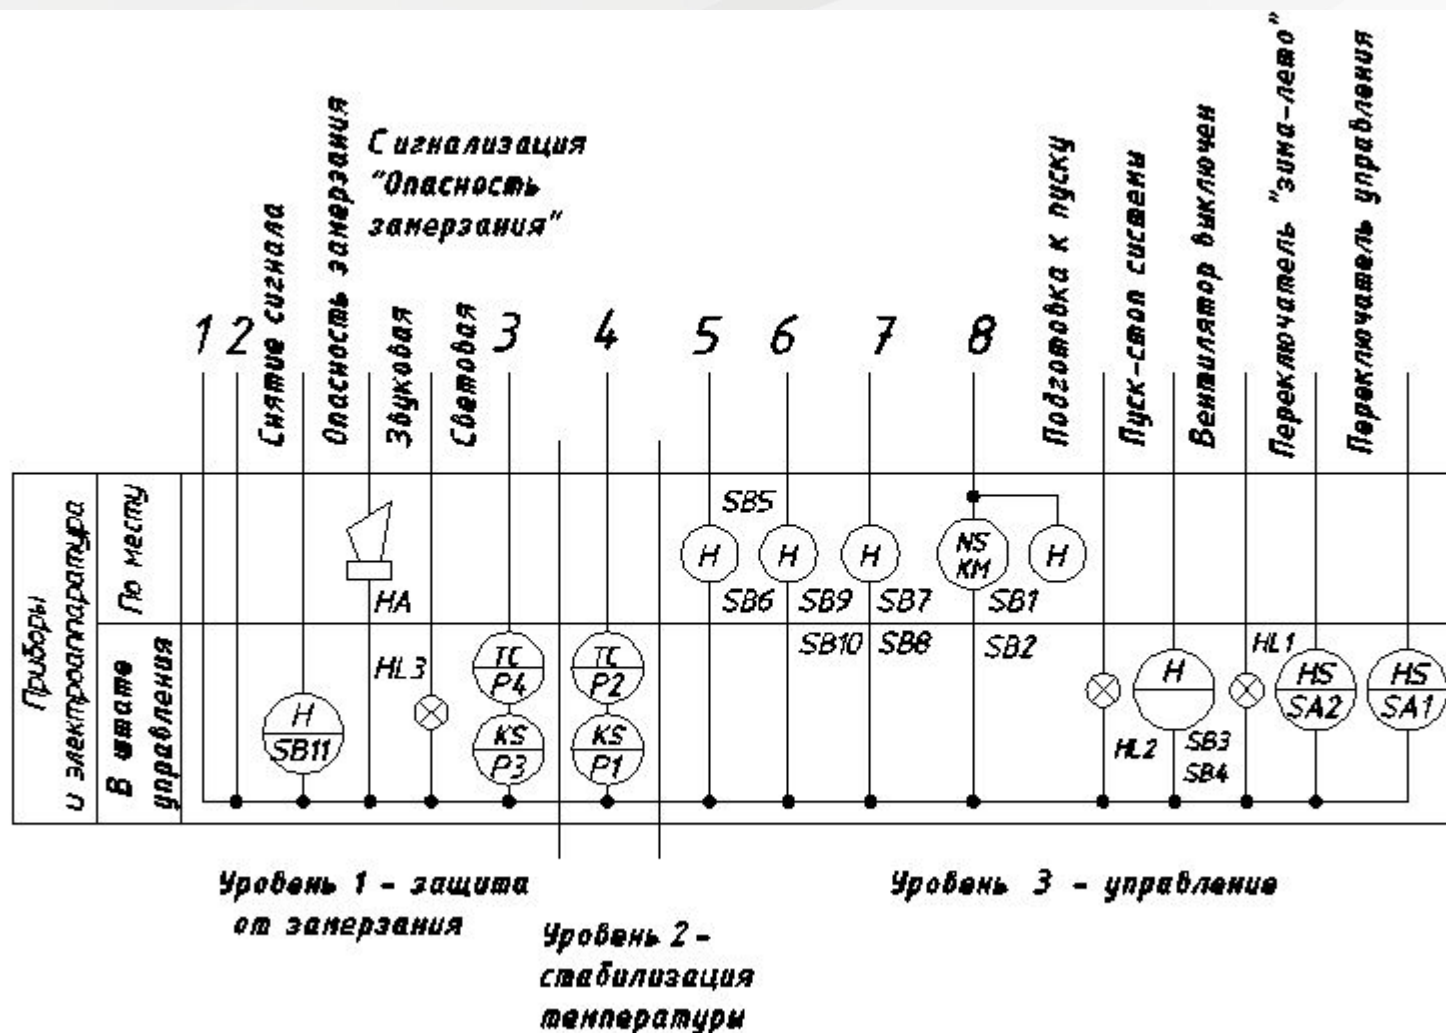 Снятие сигнала
Опасность замерзания
Сигнализация
"Опасность
замерзания"
Звуковая
Световая
Подготовка к пуску
Пуск-стоп системы
Вентилятор выключен
Переключатель "зима-лето"
Переключатель управления
1 2 3 4 5 6 7 8
Приборы
и электроаппаратура
По месту
В щите
управления
SB5
H H H NS KM H
HA SB6 SB9 SB7 SB1
SB10 SB8 SB2
HL3
TC P4
TC P2
HL1
H
HS SA2
HS SA1
H SB11
KS P3
KS P1
HL2
SB3
SB4
Уровень 1 - защита
от замерзания
Уровень 2 -
стабилизация
температуры
Уровень 3 - управление